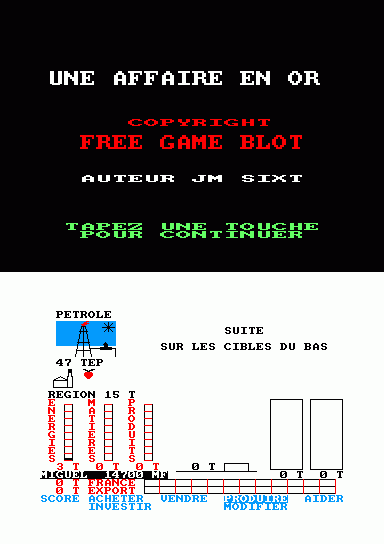 UNE AFFAIRE EN OR
COPYRIGHT
FREE GAME BLOT
AUTEUR JM SIXT
TAPEZ UNE TOUCHE
POUR CONTINUER
PETROLE
SUITE
SUR LES CIBLES DU BAS
47 TEP
REGION 15 T
ENERGIES
MATIERES
PRODUITS
3 T 0 T 0 T
0 T
0 T 0 T
MIGUEL 14700 MF
0 T FRANCE
0 T EXPORT
SCORE ACHETER VENDRE PRODUIRE AIDER
INVESTIR MODIFIER